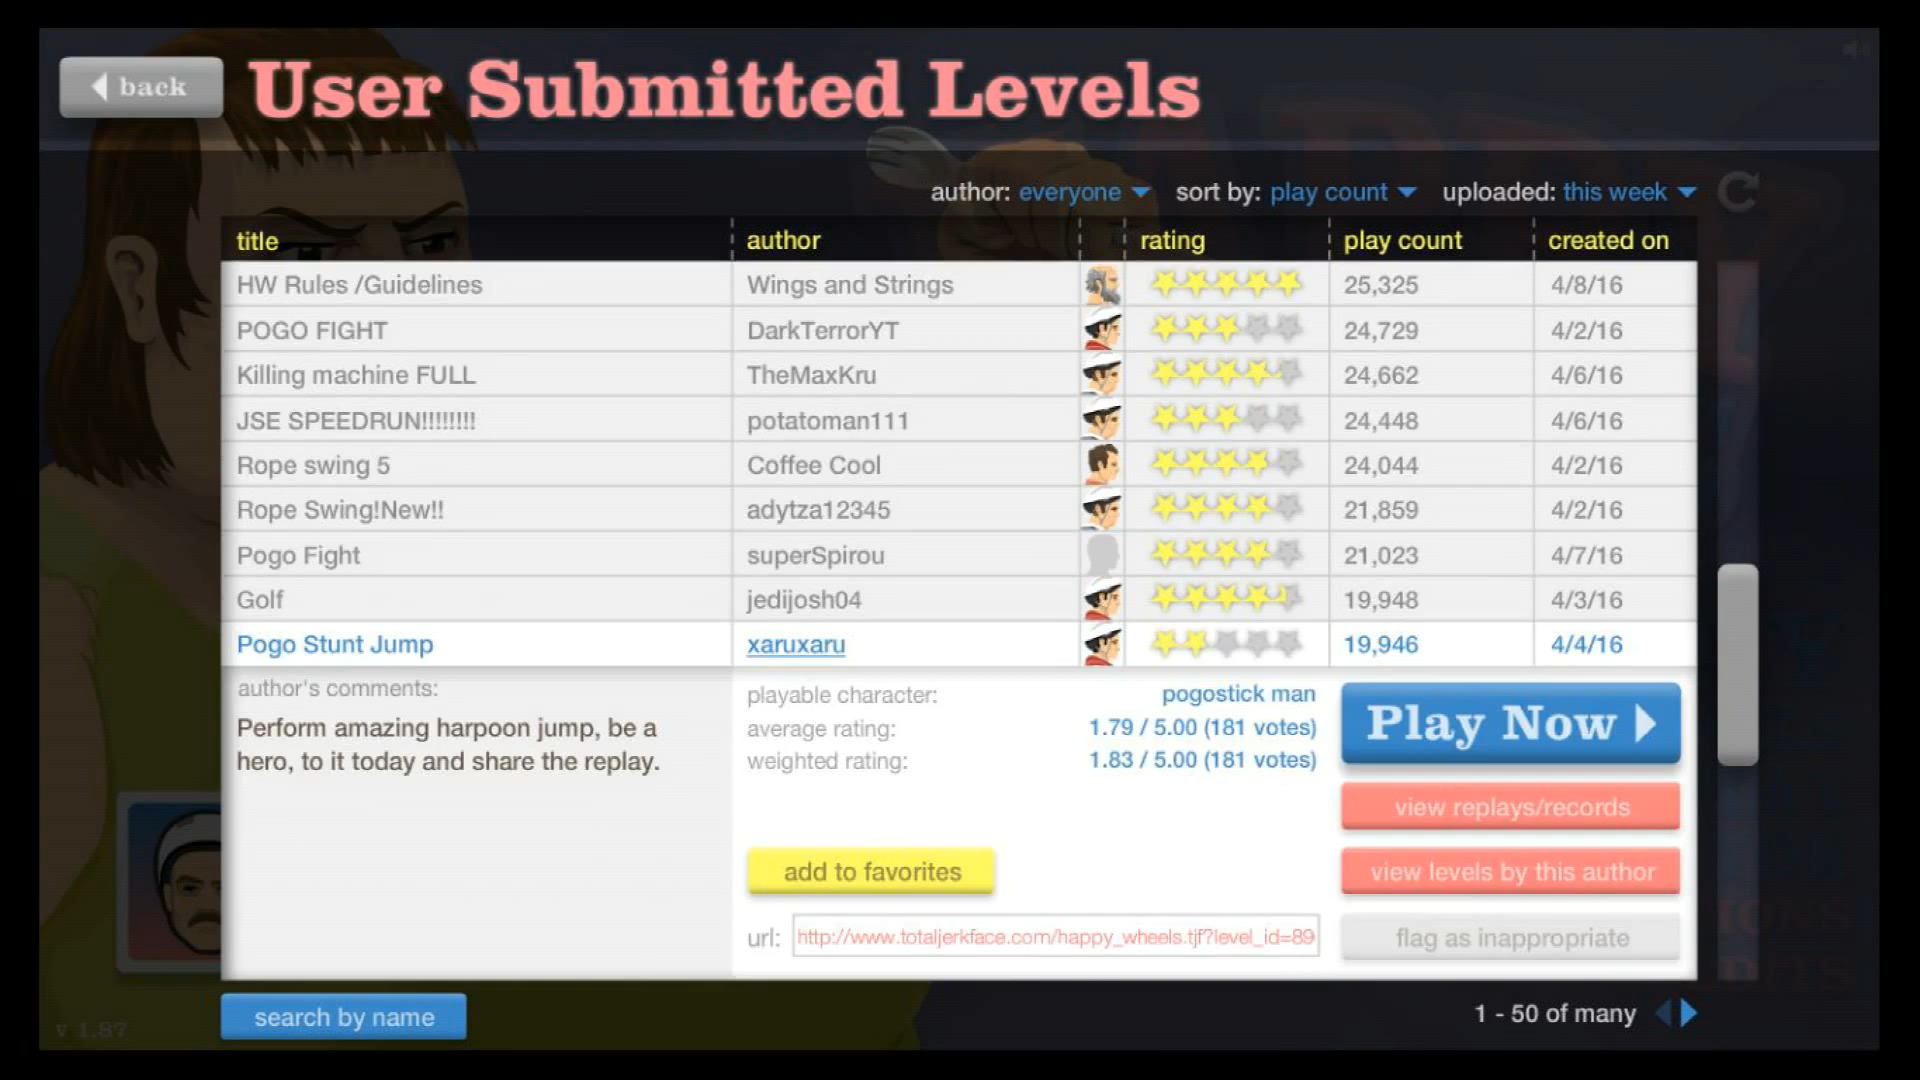 back
User Submitted Levels
author: everyone sort by: play count uploaded: this week
title author rating play count created on
HW Rules /Guidelines Wings and Strings 25,325 4/8/16
POGO FIGHT DarkTerrorYT 24,729 4/2/16
Killing machine FULL TheMaxKru 24,662 4/6/16
JSE SPEEDRUN!!!!!!!! potatoman111 24,448 4/6/16
Rope swing 5 Coffee Cool 24,044 4/2/16
Rope Swing!New!! adytza12345 21,859 4/2/16
Pogo Fight superSpirou 21,023 4/7/16
Golf jedijosh04 19,948 4/3/16
Pogo Stunt Jump xaruxaru 19,946 4/4/16
author's comments:
Perform amazing harpoon jump, be a
hero, to it today and share the replay.
playable character: pogostick man
average rating: 1.79 / 5.00 (181 votes)
weighted rating: 1.83 / 5.00 (181 votes)
Play Now
view replays/records
add to favorites
view levels by this author
url: http://www.totaljerkface.com/happy_wheels.tjf?level_id=89
flag as inappropriate
search by name
1 - 50 of many
v 1.87